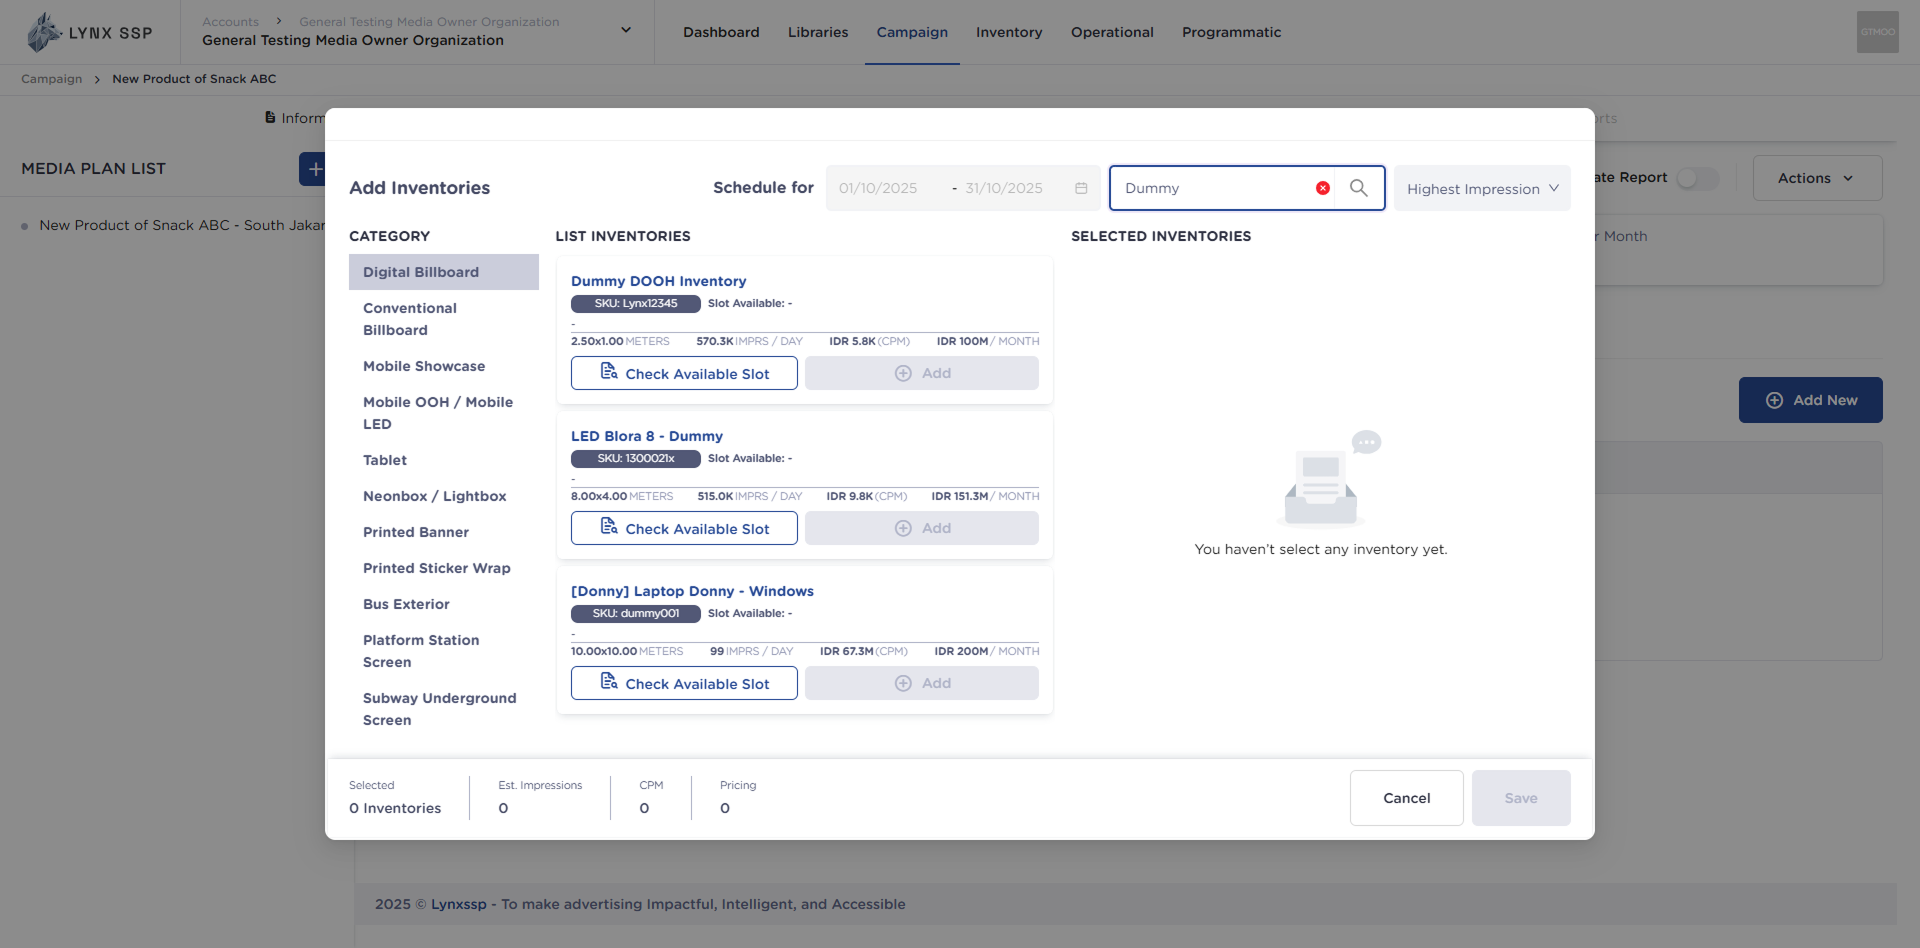 LYNX SSP
Accounts > General Testing Media Owner Organization
General Testing Media Owner Organization
Dashboard
Libraries
Campaign
Inventory
Operational
Programmatic
GTMOO
Campaign > New Product of Snack ABC
MEDIA PLAN LIST
Actions
New Product of Snack ABC - South Jakar
Month
Add New
Add Inventories
Schedule for
01/10/2025 - 31/10/2025
Dummy
Highest Impression
CATEGORY
Digital Billboard
Conventional
Billboard
Mobile Showcase
Mobile OOH / Mobile
LED
Tablet
Neonbox / Lightbox
Printed Banner
Printed Sticker Wrap
Bus Exterior
Platform Station
Screen
Subway Underground
Screen
LIST INVENTORIES
Dummy DOOH Inventory
SKU: Lynx12345 Slot Available: -
-
2.50x1.00 METERS 570.3K IMPRS / DAY IDR 5.8K (CPM) IDR 100M / MONTH
Check Available Slot
Add
LED Blora 8 - Dummy
SKU: 1300021x Slot Available: -
-
8.00x4.00 METERS 515.0K IMPRS / DAY IDR 9.8K (CPM) IDR 151.3M / MONTH
Check Available Slot
Add
[Donny] Laptop Donny - Windows
SKU: dummy001 Slot Available: -
-
10.00x10.00 METERS 99 IMPRS / DAY IDR 67.3M (CPM) IDR 200M / MONTH
Check Available Slot
Add
SELECTED INVENTORIES
You haven't select any inventory yet.
Selected
0 Inventories
Est. Impressions
0
CPM
0
Pricing
0
Cancel
Save
2025 © Lynxssp - To make advertising Impactful, Intelligent, and Accessible